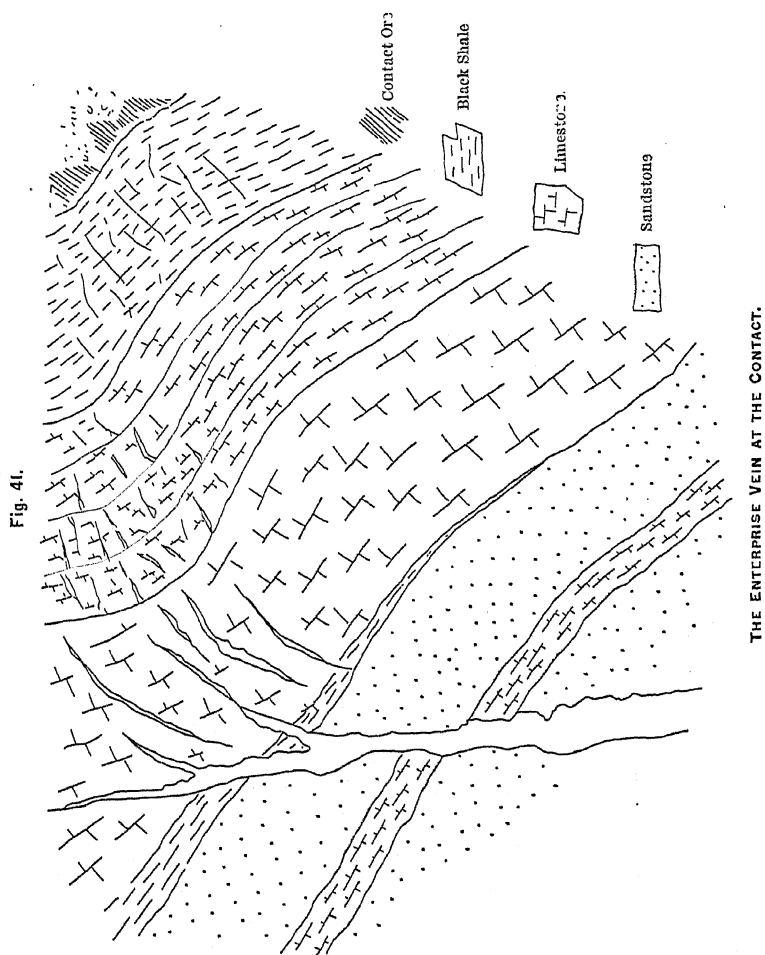 Fig. 41.
Contact Ore
Black Shale
Limestone.
Sandstone
THE ENTERPRISE VEIN AT THE CONTACT.